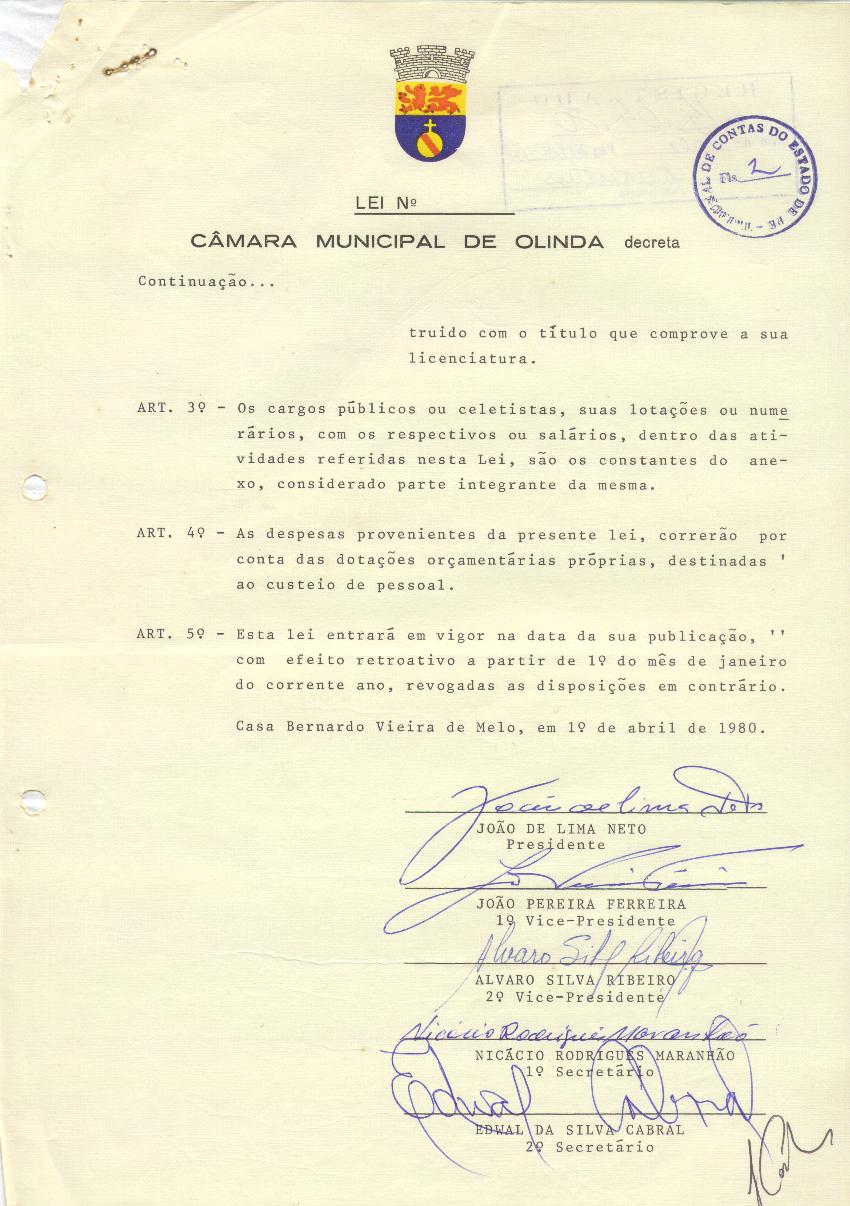 TRIBUNAL DE CONTAS DO ESTADO DE PE
Fls. 2
LEI Nº
CÂMARA MUNICIPAL DE OLINDA decreta
Continuação...
truido com o título que comprove a sua
licenciatura.
ART. 3º - Os cargos públicos ou celetistas, suas lotações ou nume
rários, com os respectivos ou salários, dentro das ati-
vidades referidas nesta Lei, são os constantes do ane-
xo, considerado parte integrante da mesma.
ART. 4º - As despesas provenientes da presente lei, correrão por
conta das dotações orçamentárias próprias, destinadas '
ao custeio de pessoal.
ART. 5º - Esta lei entrará em vigor na data da sua publicação, ''
com efeito retroativo a partir de 1º do mês de janeiro
do corrente ano, revogadas as disposições em contrário.
Casa Bernardo Vieira de Melo, em 1º de abril de 1980.
João de Lima Neto
JOÃO DE LIMA NETO
Presidente
JOÃO PEREIRA FERREIRA
1º Vice-Presidente
Alvaro Silva Ribeiro
ALVARO SILVA RIBEIRO
2º Vice-Presidente
Nicácio Rodrigues Maranhão
NICÁCIO RODRIGUES MARANHÃO
1º Secretário
Edwal Cabral
EDWAL DA SILVA CABRAL
2º Secretário